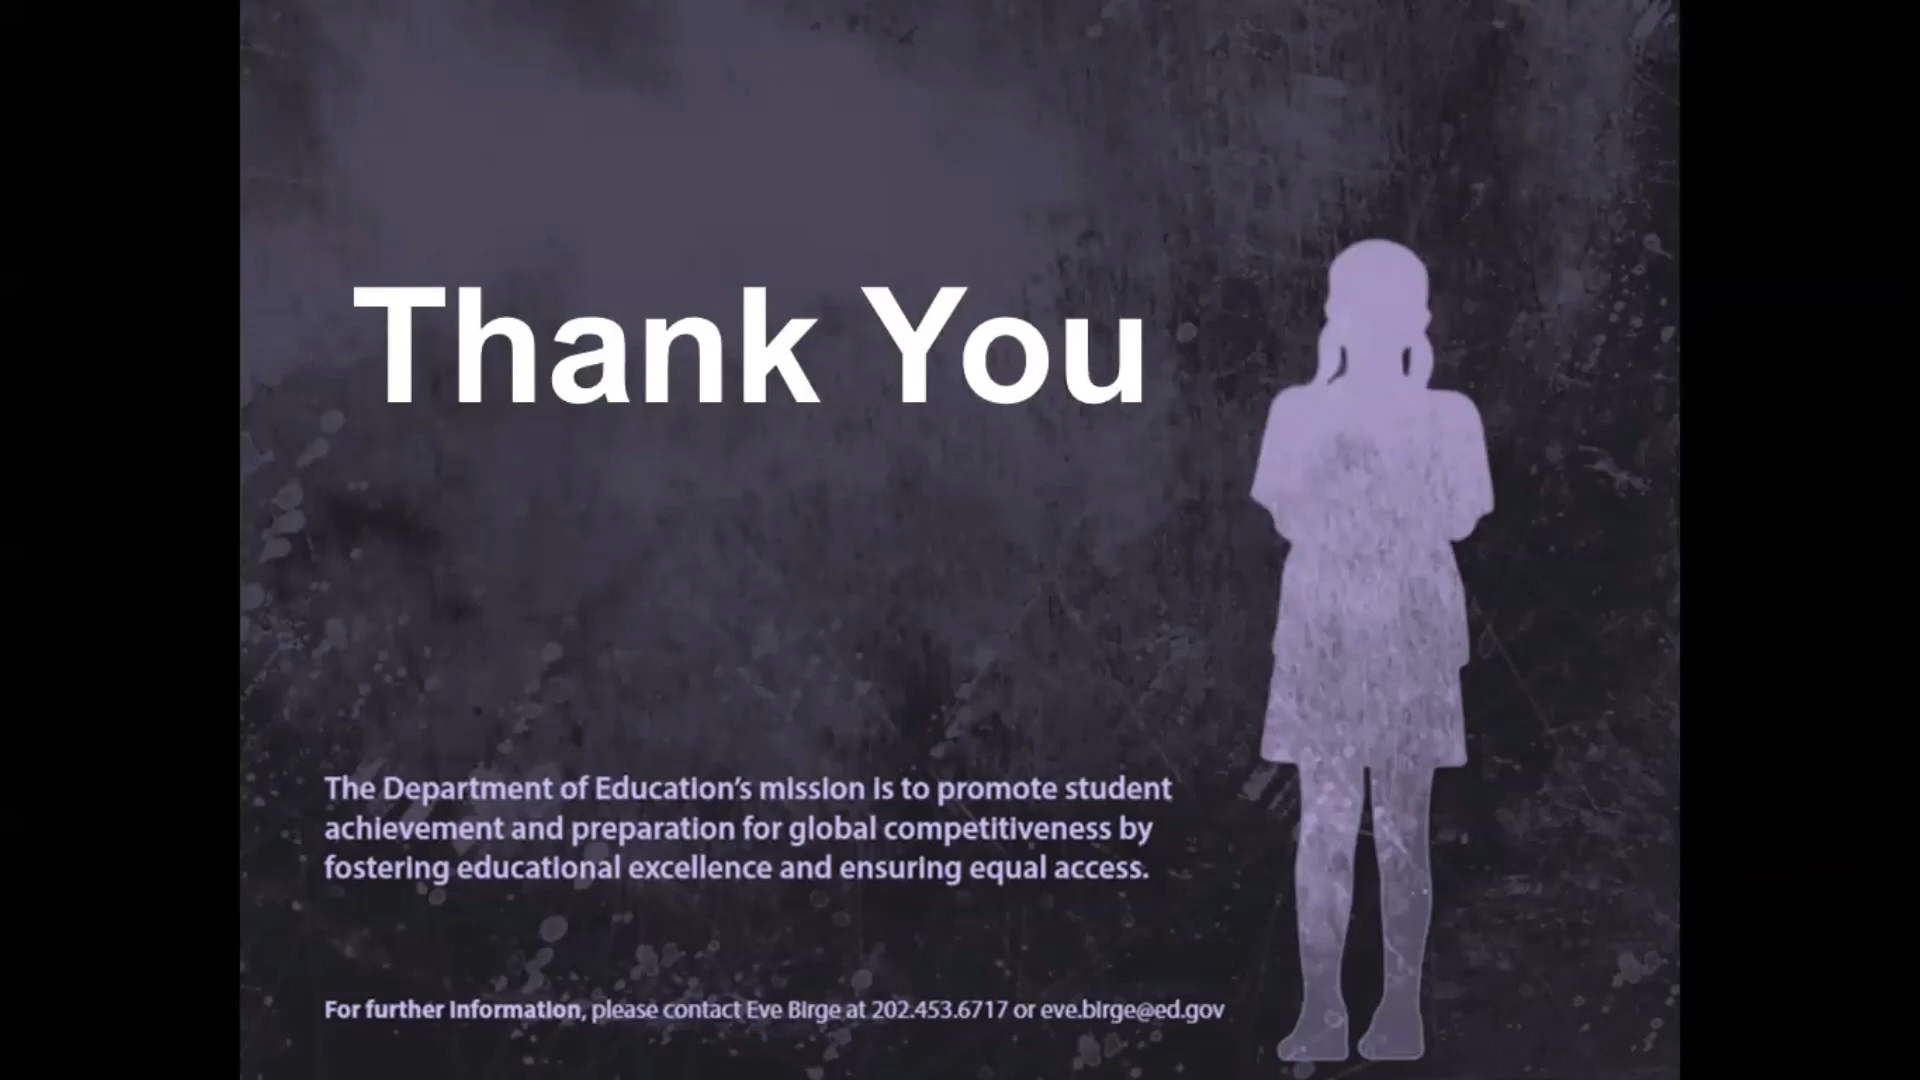 Thank You
The Department of Education's mission is to promote student
achievement and preparation for global competitiveness by
fostering educational excellence and ensuring equal access.
For further information, please contact Eve Birge at 202.453.6717 or eve.birge@ed.gov